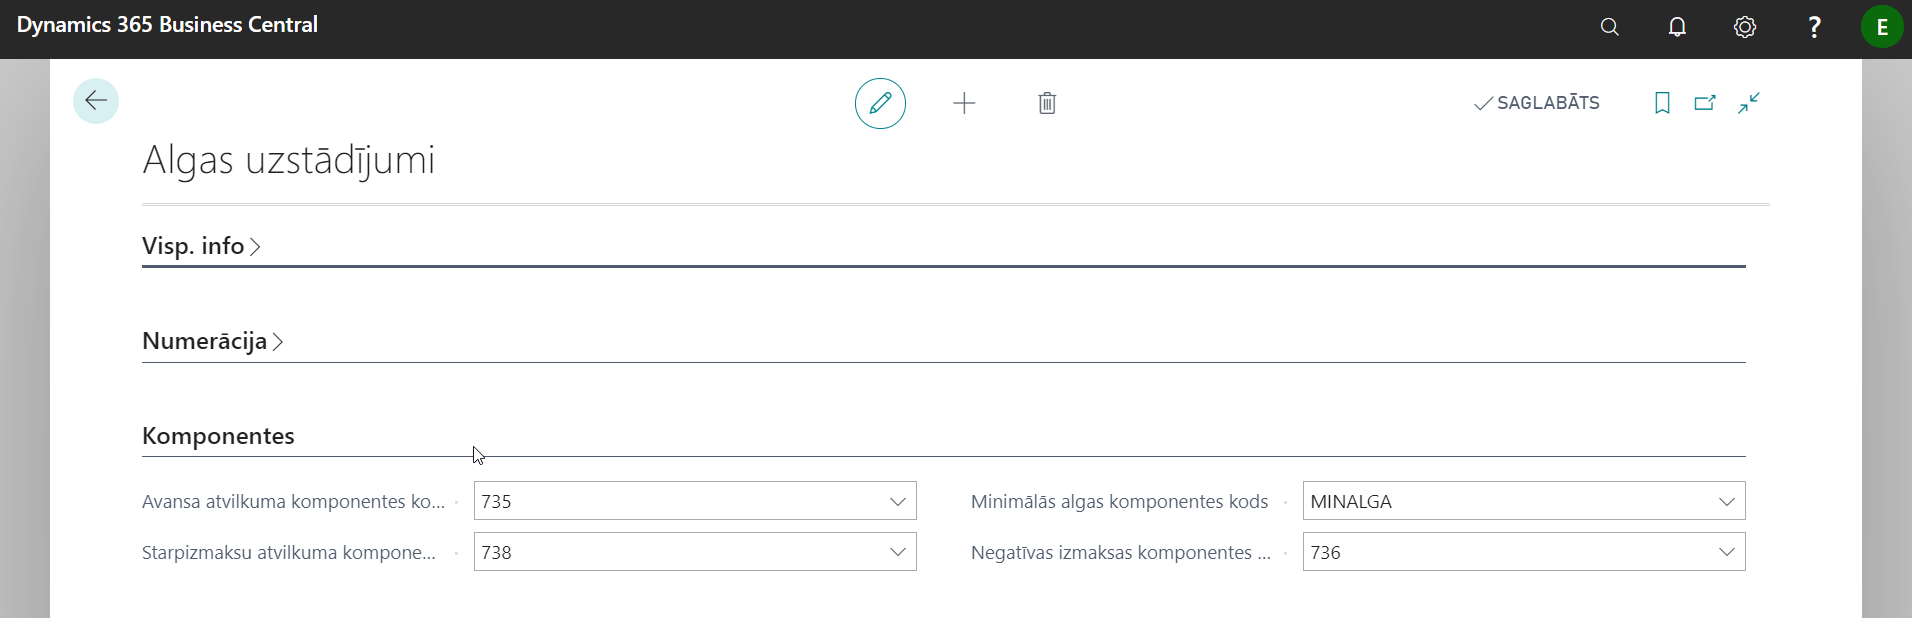 Dynamics 365 Business Central
E
SAGLABĀTS
Algas uzstādījumi
Visp. info
Numerācija
Komponentes
Avansa atvilkuma komponentes ko... 735
Minimālās algas komponentes kods MINALGA
Starpizmaksu atvilkuma kompone... 738
Negatīvas izmaksas komponentes ... 736